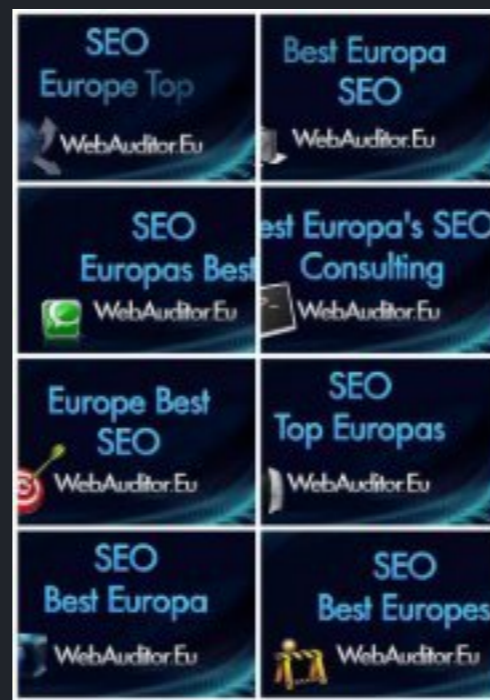 SEO
Europe Top
WebAuditor.Eu
Best Europa
SEO
WebAuditor.Eu
SEO
Europas Best
WebAuditor.Eu
est Europa's SEO
Consulting
WebAuditor.Eu
Europe Best
SEO
WebAuditor.Eu
SEO
Top Europas
WebAuditor.Eu
SEO
Best Europa
WebAuditor.Eu
SEO
Best Europes
WebAuditor.Eu